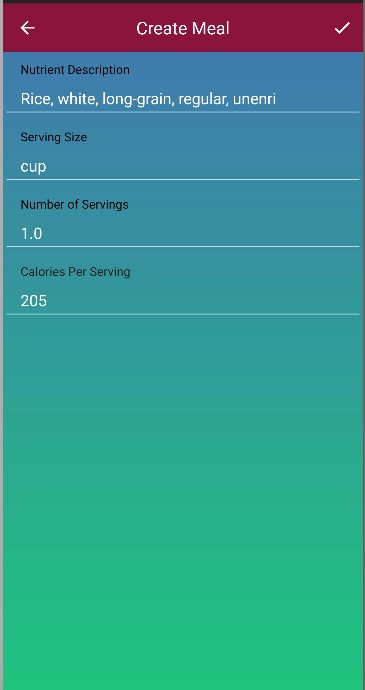 Create Meal
Nutrient Description
Rice, white, long-grain, regular, unenri
Serving Size
cup
Number of Servings
1.0
Calories Per Serving
205